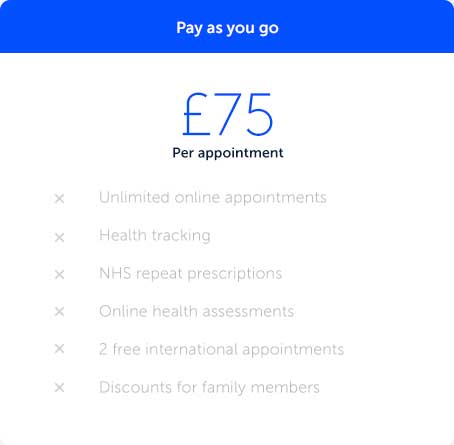 Pay as you go
£75
Per appointment
Unlimited online appointments
Health tracking
NHS repeat prescriptions
Online health assessments
2 free international appointments
Discounts for family members